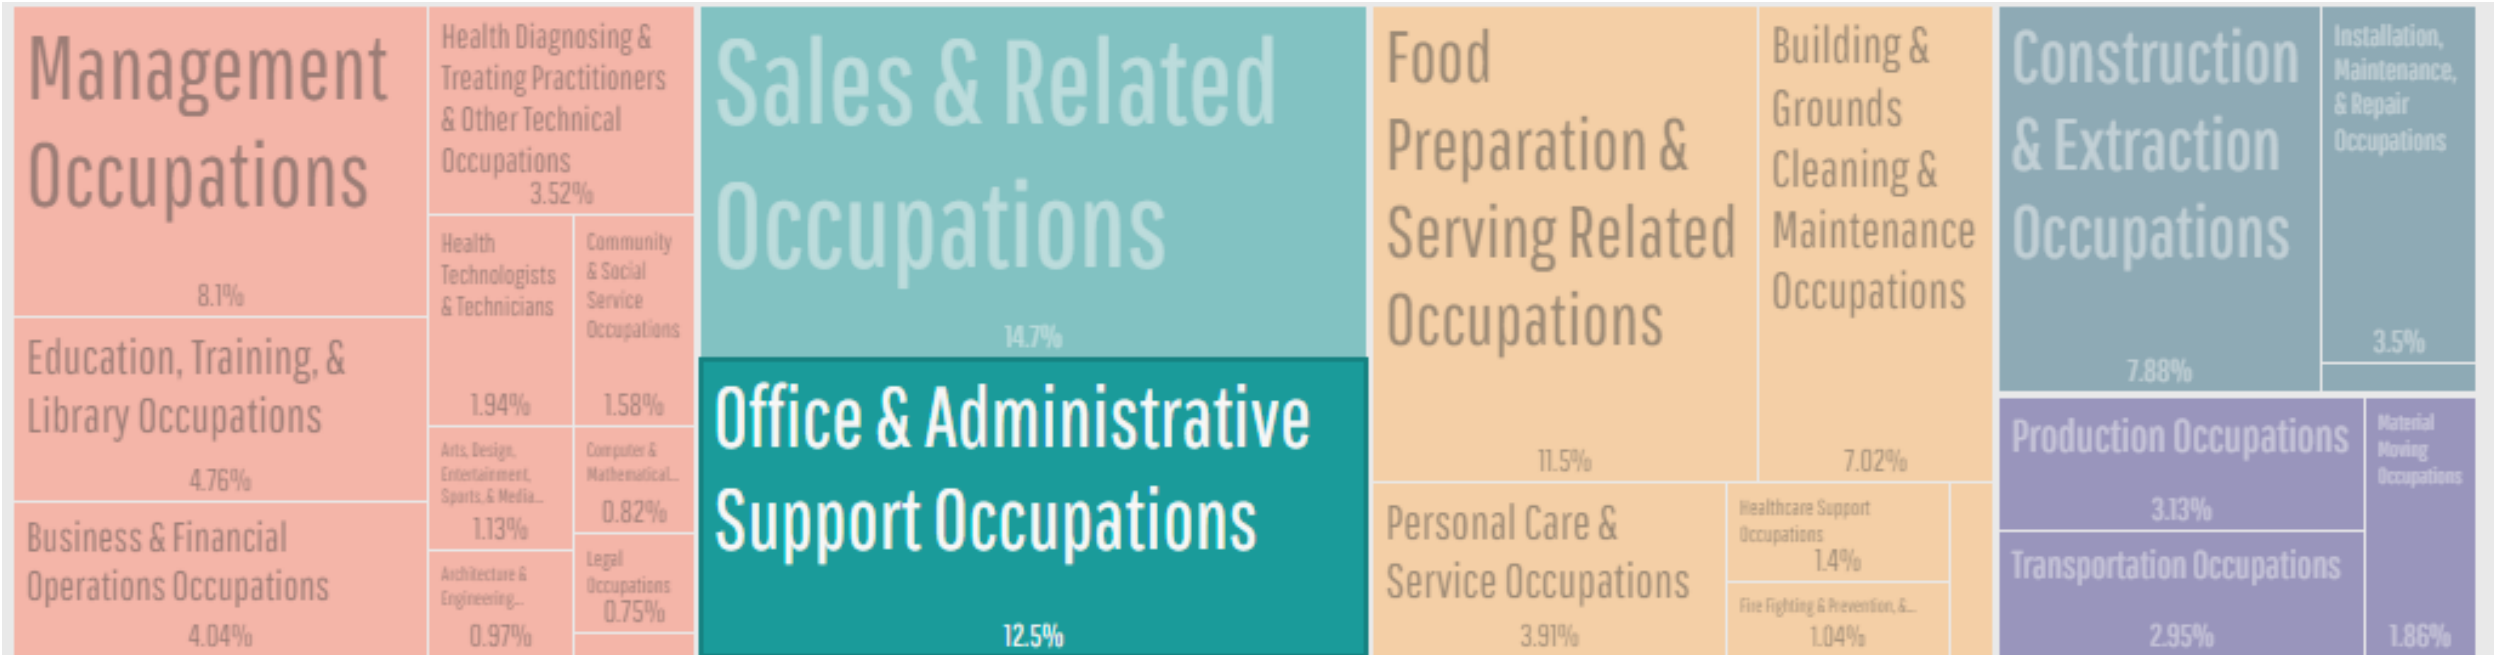 Management
Occupations
8.1%
Education, Training, &
Library Occupations
4.76%
Business & Financial
Operations Occupations
4.04%
Health Diagnosing &
Treating Practitioners
& Other Technical
Occupations
3.52%
Health
Technologists
& Technicians
1.94%
Community
& Social
Service
Occupations
1.58%
Arts, Design,
Entertainment,
Sports, & Media...
1.13%
Computer &
Mathematical...
0.82%
Architecture &
Engineering...
0.97%
Legal
Occupations
0.75%
Sales & Related
Occupations
14.7%
Office & Administrative
Support Occupations
12.5%
Food
Preparation &
Serving Related
Occupations
11.5%
Building &
Grounds
Cleaning &
Maintenance
Occupations
7.02%
Personal Care &
Service Occupations
3.91%
Healthcare Support
Occupations
1.4%
Fire Fighting & Prevention, &...
1.04%
Construction
& Extraction
Occupations
7.88%
Installation,
Maintenance,
& Repair
Occupations
3.5%
Production Occupations
3.13%
Transportation Occupations
2.95%
Material
Moving
Occupations
1.86%